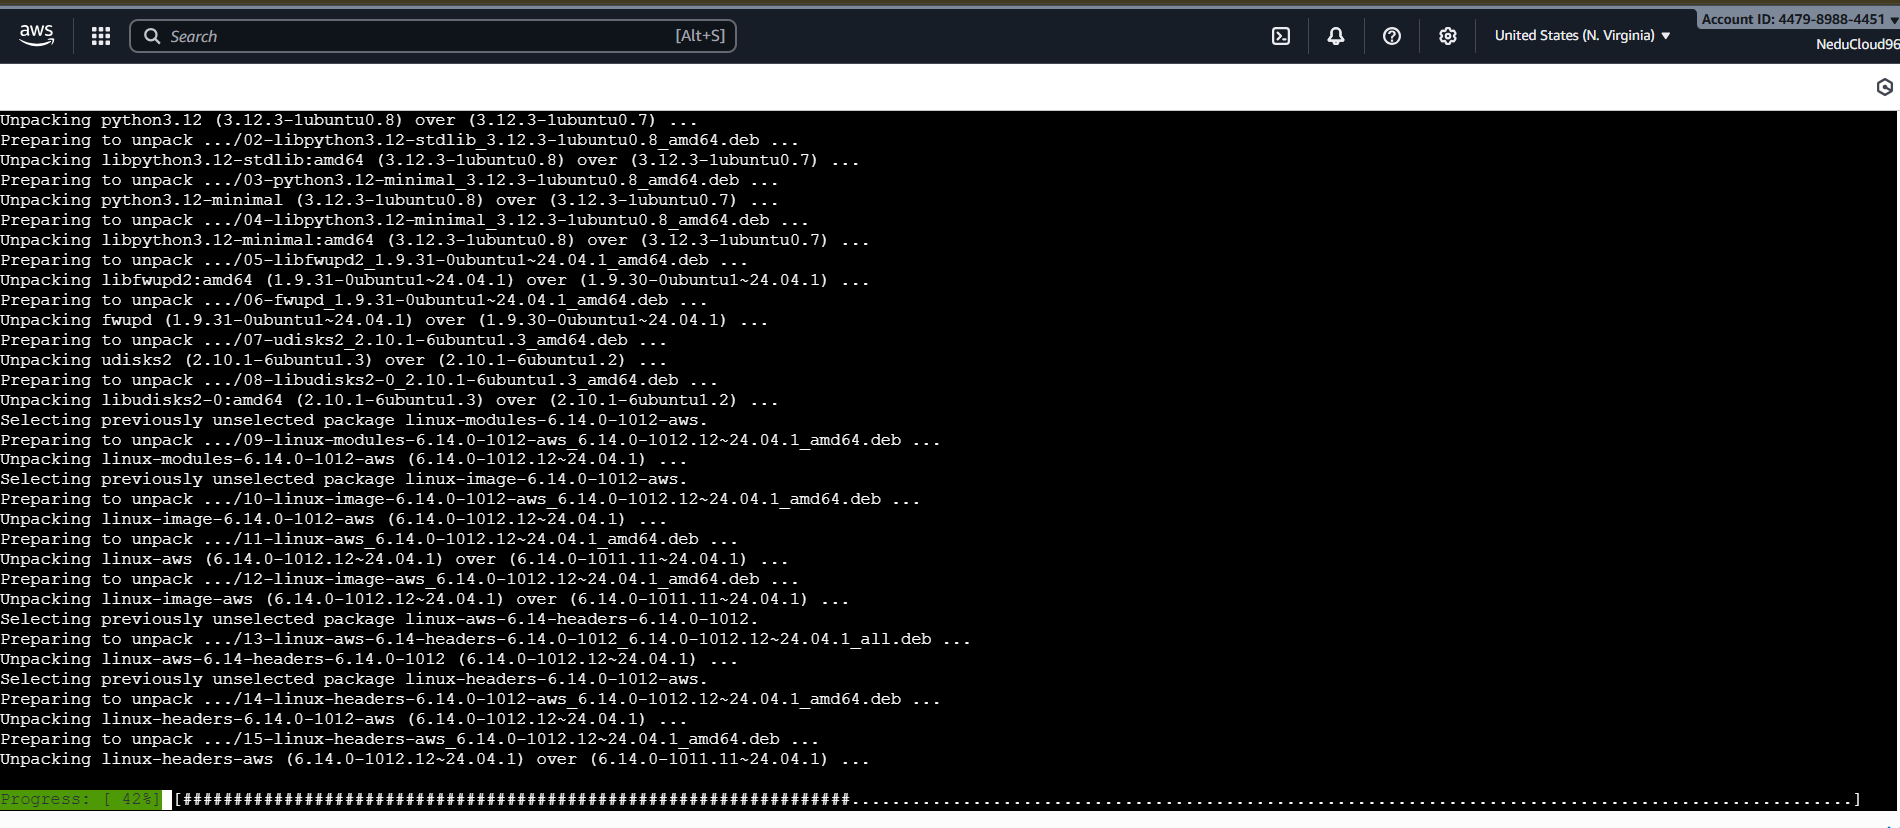 aws
Search [Alt+S]
United States (N. Virginia)
Account ID: 4479-8988-4451
NeduCloud96
Unpacking python3.12 (3.12.3-1ubuntu0.8) over (3.12.3-1ubuntu0.7) ...
Preparing to unpack .../02-libpython3.12-stdlib_3.12.3-1ubuntu0.8_amd64.deb ...
Unpacking libpython3.12-stdlib:amd64 (3.12.3-1ubuntu0.8) over (3.12.3-1ubuntu0.7) ...
Preparing to unpack .../03-python3.12-minimal_3.12.3-1ubuntu0.8_amd64.deb ...
Unpacking python3.12-minimal (3.12.3-1ubuntu0.8) over (3.12.3-1ubuntu0.7) ...
Preparing to unpack .../04-libpython3.12-minimal_3.12.3-1ubuntu0.8_amd64.deb ...
Unpacking libpython3.12-minimal:amd64 (3.12.3-1ubuntu0.8) over (3.12.3-1ubuntu0.7) ...
Preparing to unpack .../05-libfwupd2_1.9.31-0ubuntu1~24.04.1_amd64.deb ...
Unpacking libfwupd2:amd64 (1.9.31-0ubuntu1~24.04.1) over (1.9.30-0ubuntu1~24.04.1) ...
Preparing to unpack .../06-fwupd_1.9.31-0ubuntu1~24.04.1_amd64.deb ...
Unpacking fwupd (1.9.31-0ubuntu1~24.04.1) over (1.9.30-0ubuntu1~24.04.1) ...
Preparing to unpack .../07-udisks2_2.10.1-6ubuntu1.3_amd64.deb ...
Unpacking udisks2 (2.10.1-6ubuntu1.3) over (2.10.1-6ubuntu1.2) ...
Preparing to unpack .../08-libudisks2-0_2.10.1-6ubuntu1.3_amd64.deb ...
Unpacking libudisks2-0:amd64 (2.10.1-6ubuntu1.3) over (2.10.1-6ubuntu1.2) ...
Selecting previously unselected package linux-modules-6.14.0-1012-aws.
Preparing to unpack .../09-linux-modules-6.14.0-1012-aws_6.14.0-1012.12~24.04.1_amd64.deb ...
Unpacking linux-modules-6.14.0-1012-aws (6.14.0-1012.12~24.04.1) ...
Selecting previously unselected package linux-image-6.14.0-1012-aws.
Preparing to unpack .../10-linux-image-6.14.0-1012-aws_6.14.0-1012.12~24.04.1_amd64.deb ...
Unpacking linux-image-6.14.0-1012-aws (6.14.0-1012.12~24.04.1) ...
Preparing to unpack .../11-linux-aws_6.14.0-1012.12~24.04.1_amd64.deb ...
Unpacking linux-aws (6.14.0-1012.12~24.04.1) over (6.14.0-1011.11~24.04.1) ...
Preparing to unpack .../12-linux-image-aws_6.14.0-1012.12~24.04.1_amd64.deb ...
Unpacking linux-image-aws (6.14.0-1012.12~24.04.1) over (6.14.0-1011.11~24.04.1) ...
Selecting previously unselected package linux-aws-6.14-headers-6.14.0-1012.
Preparing to unpack .../13-linux-aws-6.14-headers-6.14.0-1012_6.14.0-1012.12~24.04.1_all.deb ...
Unpacking linux-aws-6.14-headers-6.14.0-1012 (6.14.0-1012.12~24.04.1) ...
Selecting previously unselected package linux-headers-6.14.0-1012-aws.
Preparing to unpack .../14-linux-headers-6.14.0-1012-aws_6.14.0-1012.12~24.04.1_amd64.deb ...
Unpacking linux-headers-6.14.0-1012-aws (6.14.0-1012.12~24.04.1) ...
Preparing to unpack .../15-linux-headers-aws_6.14.0-1012.12~24.04.1_amd64.deb ...
Unpacking linux-headers-aws (6.14.0-1012.12~24.04.1) over (6.14.0-1011.11~24.04.1) ...
Progress: [ 42%] [##################################################################...................................................................................................]